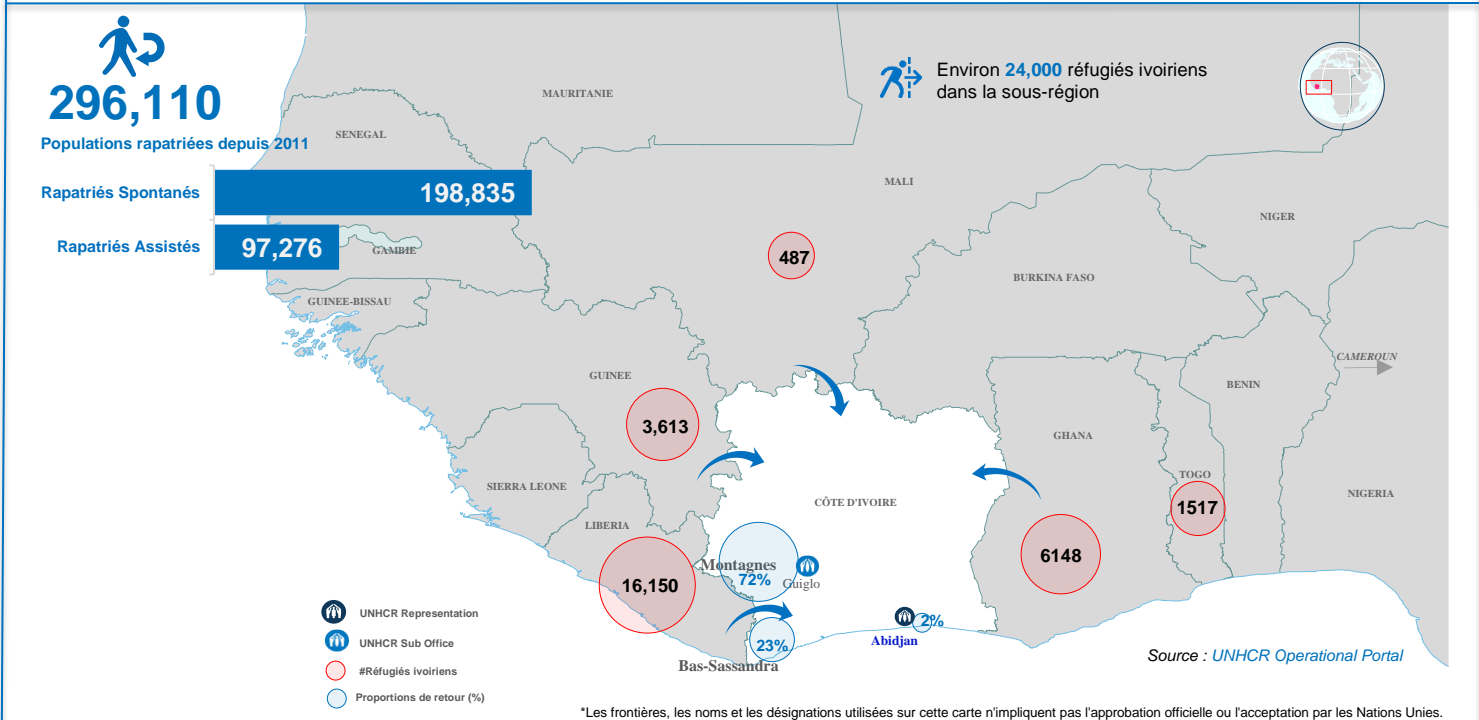 296,110
Populations rapatriées depuis 2011
Rapatriés Spontanés
198,835
Rapatriés Assistés
97,276
Environ 24,000 réfugiés ivoiriens
dans la sous-région
MAURITANIE
SENEGAL
MALI
NIGER
GAMBIE
487
BURKINA FASO
GUINEE-BISSAU
CAMEROUN
GUINEE
BENIN
3,613
GHANA
SIERRA LEONE
TOGO
CÔTE D'IVOIRE
NIGERIA
1517
LIBERIA
6148
Montagnes
72%
Guiglo
16,150
2%
Abidjan
23%
Bas-Sassandra
UNHCR Representation
UNHCR Sub Office
#Réfugiés ivoiriens
Proportions de retour (%)
Source : UNHCR Operational Portal
*Les frontières, les noms et les désignations utilisées sur cette carte n'impliquent pas l'approbation officielle ou l'acceptation par les Nations Unies.